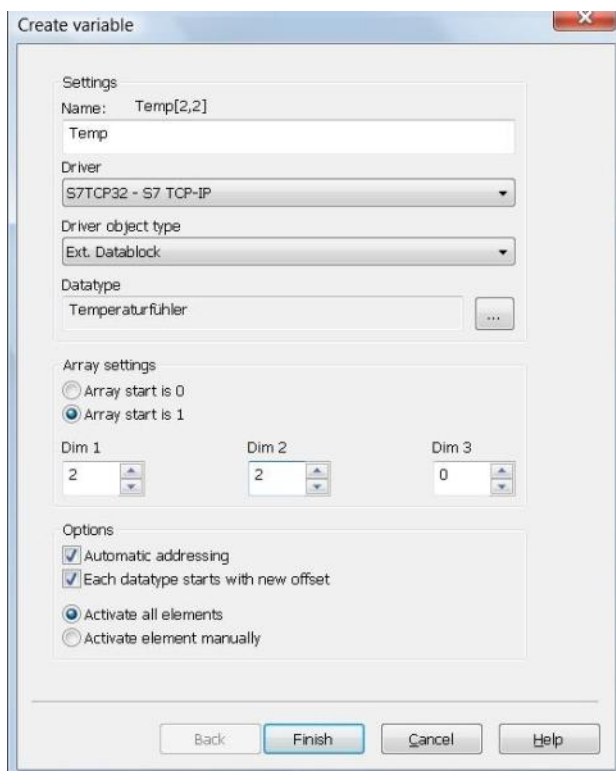 Create variable
Settings
Name: Temp[2,2]
Temp
Driver
S7TCP32 - S7 TCP-IP
Driver object type
Ext. Datablock
Datatype
Temperaturfühler
...
Array settings
Array start is 0
Array start is 1
Dim 1 Dim 2 Dim 3
2 2 0
Options
Automatic addressing
Each datatype starts with new offset
Activate all elements
Activate element manually
Back Finish Cancel Help